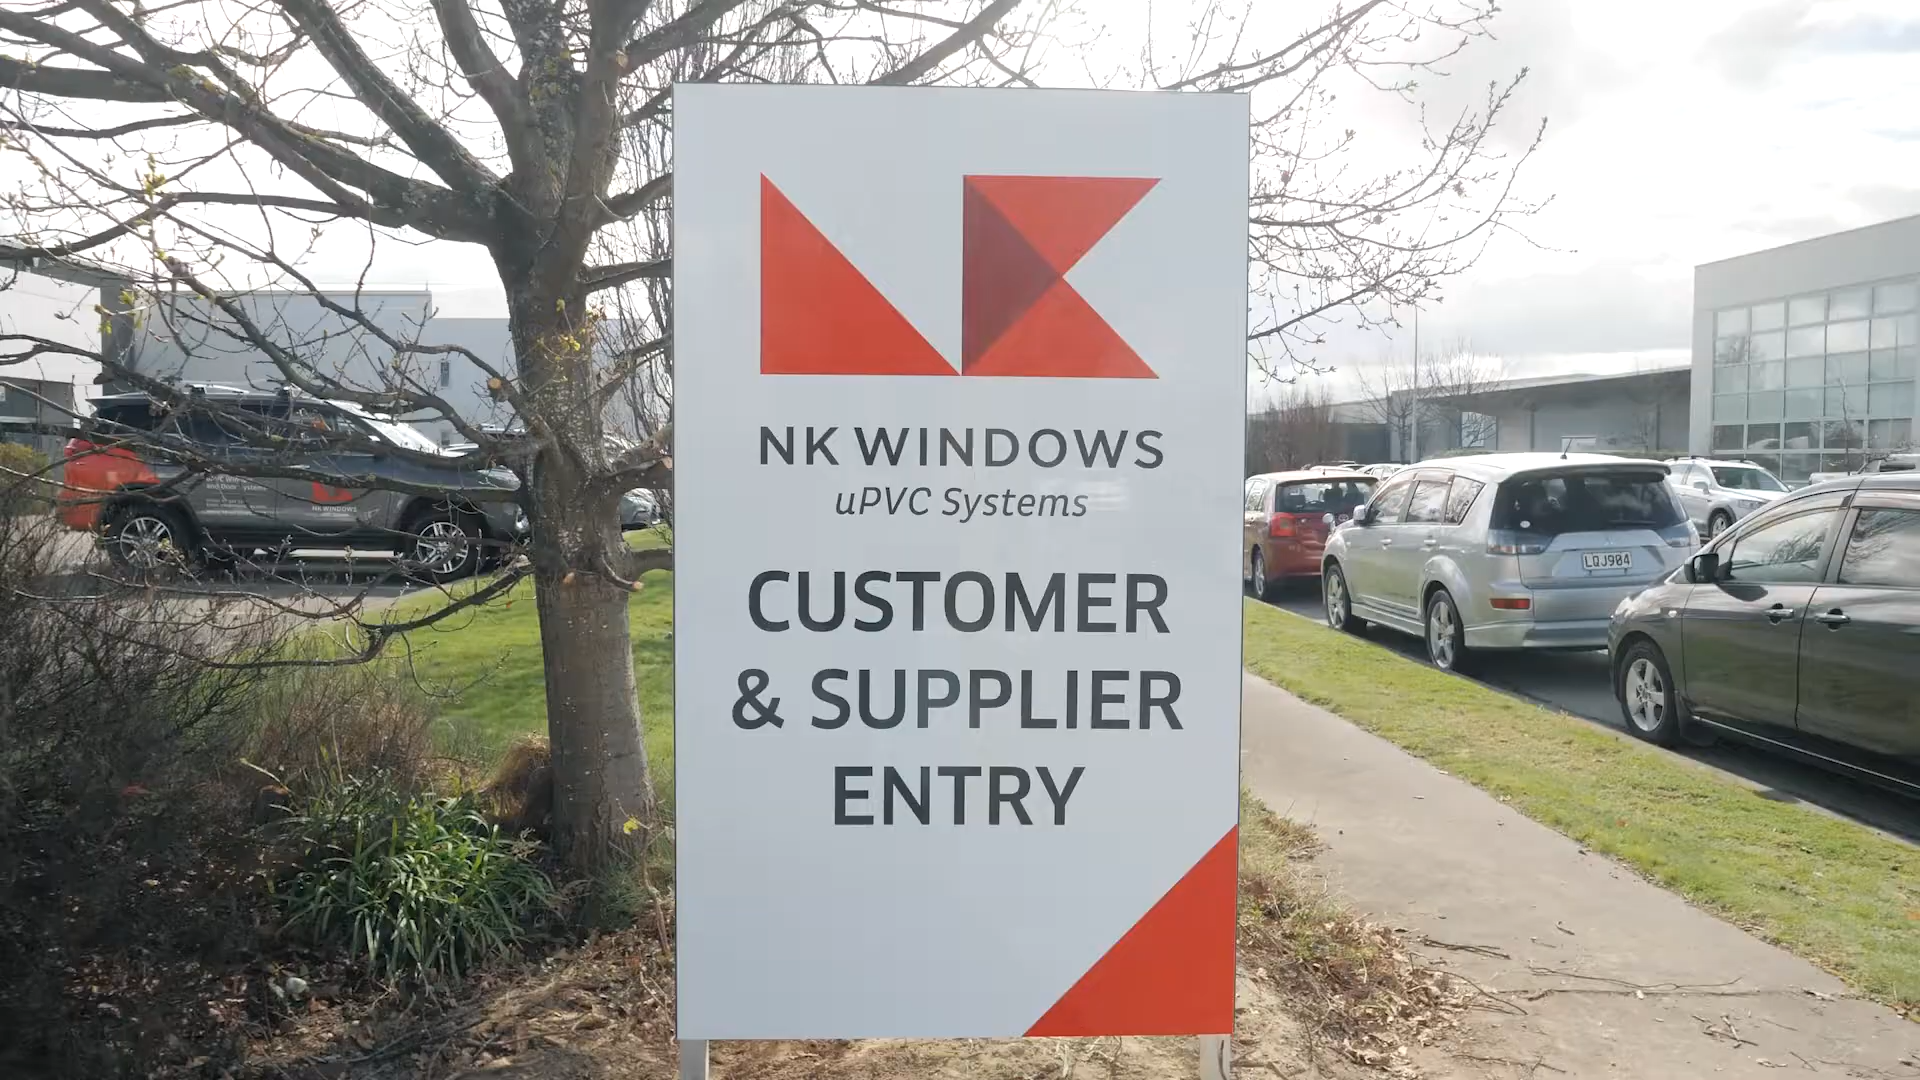 NK WINDOWS
uPVC Systems
CUSTOMER
& SUPPLIER
ENTRY
NK WINDOWS
LQJ904